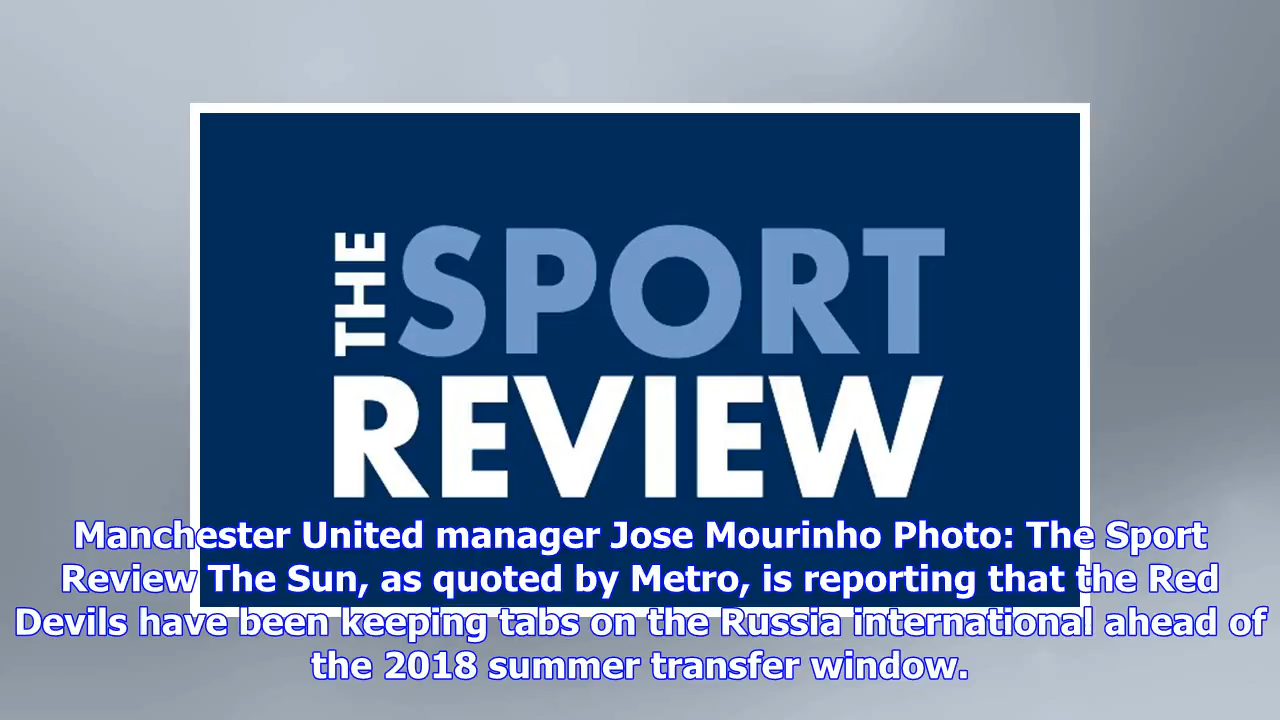 THE
SPORT
REVIEW
Manchester United manager Jose Mourinho Photo: The Sport
Review The Sun, as quoted by Metro, is reporting that the Red
Devils have been keeping tabs on the Russia international ahead of
the 2018 summer transfer window.